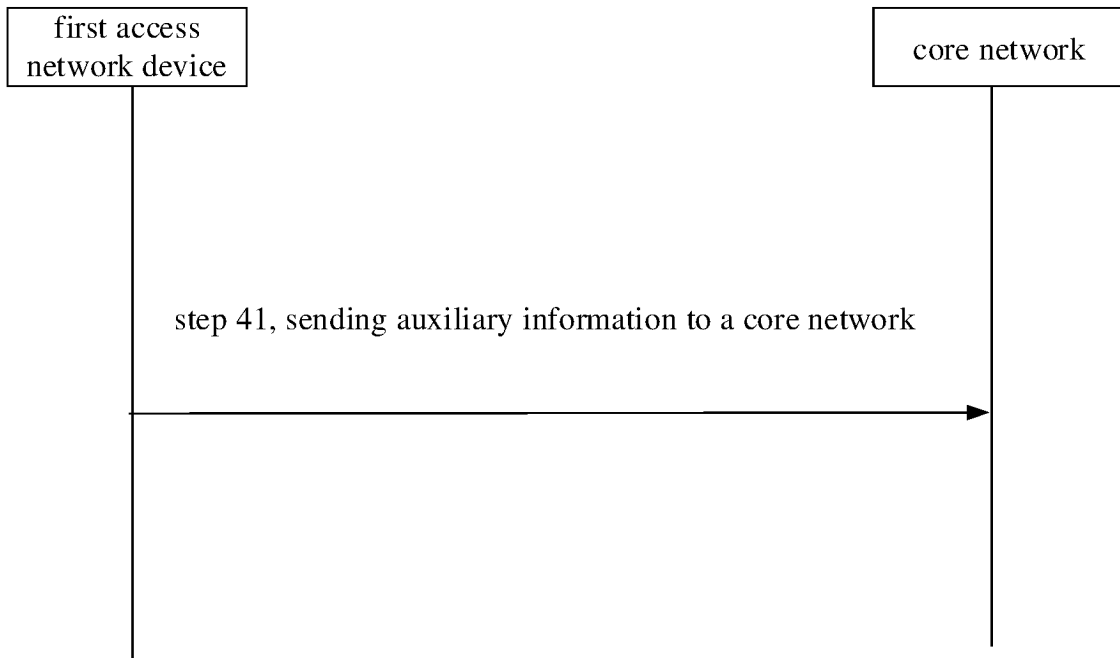 first access
network device
core network
step 41, sending auxiliary information to a core network